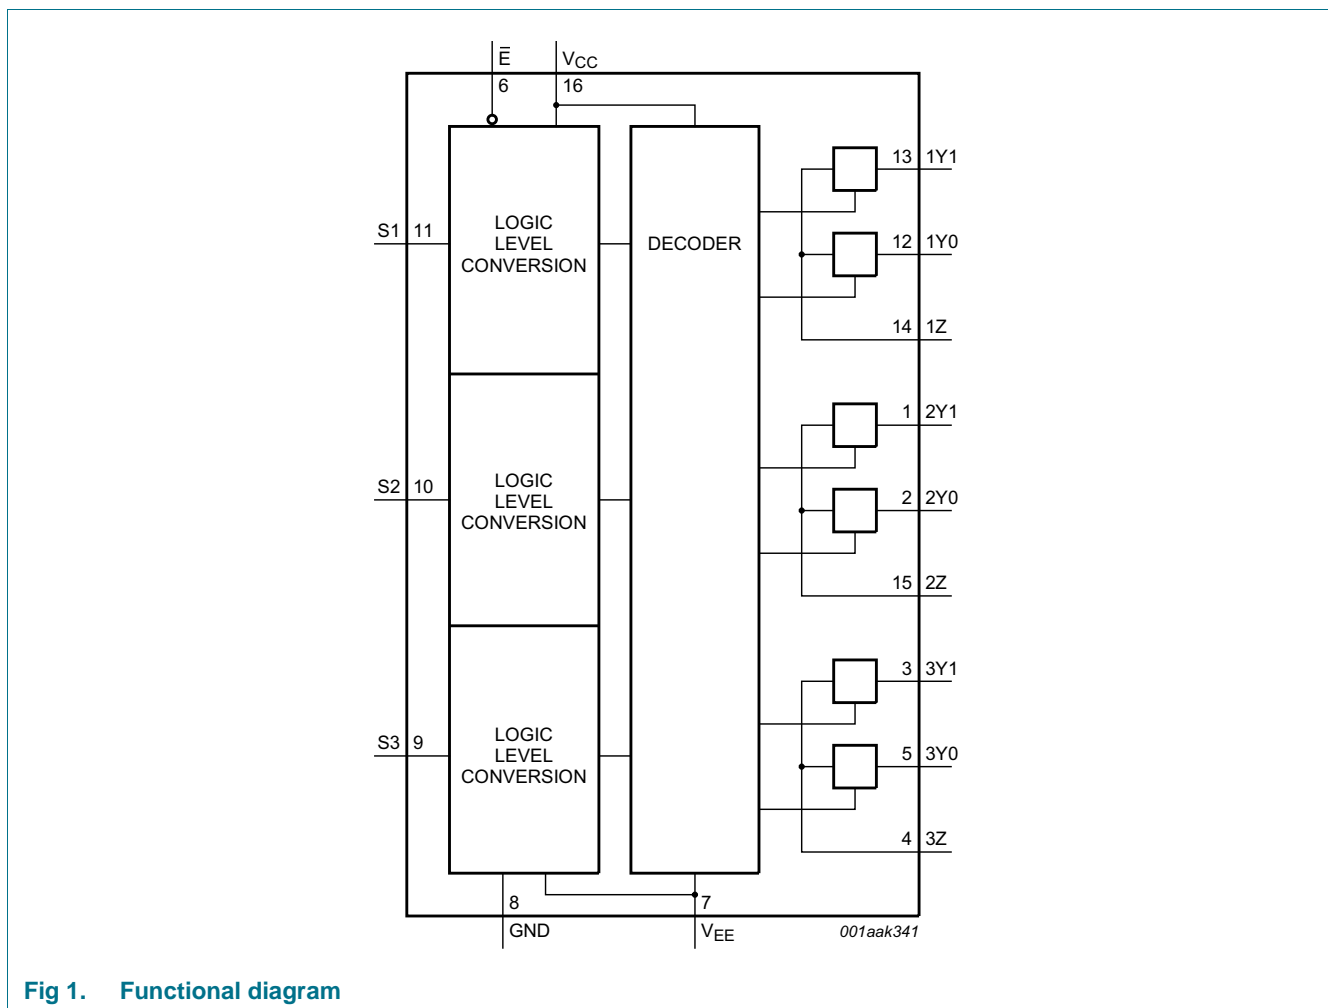 E̅ VCC
6 16
13 1Y1
LOGIC
LEVEL
CONVERSION
S1 11
DECODER
12 1Y0
14 1Z
1 2Y1
LOGIC
LEVEL
CONVERSION
S2 10
2 2Y0
15 2Z
3 3Y1
LOGIC
LEVEL
CONVERSION
S3 9
5 3Y0
4 3Z
8 7
GND VEE 001aak341
Fig 1. Functional diagram